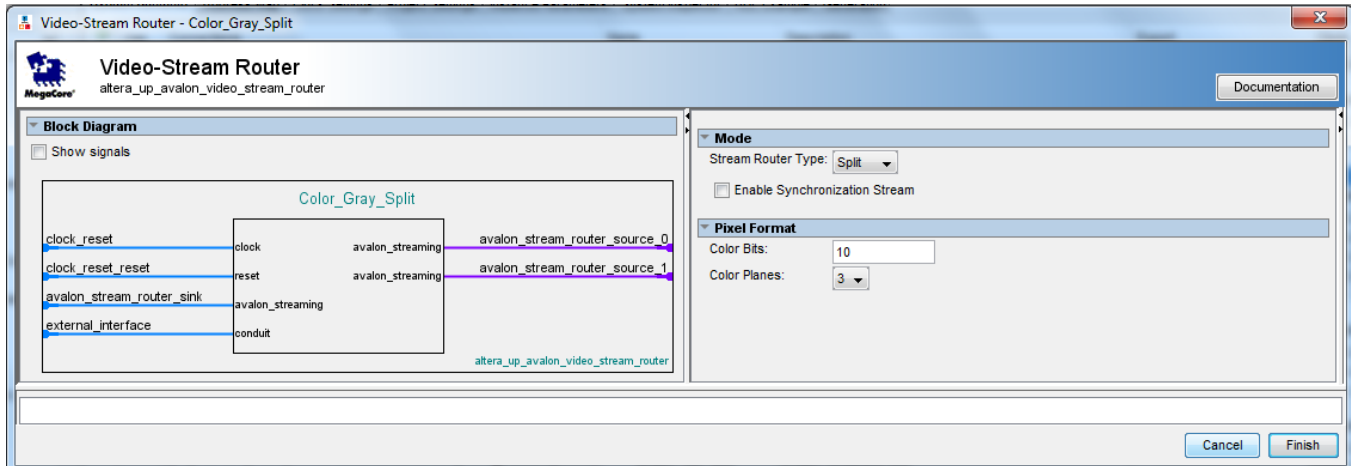 Video-Stream Router - Color_Gray_Split
Video-Stream Router
altera_up_avalon_video_stream_router
MegaCore®
Documentation
Block Diagram
Show signals
Color_Gray_Split
clock_reset
clock
avalon_streaming
avalon_stream_router_source_0
clock_reset_reset
reset
avalon_streaming
avalon_stream_router_source_1
avalon_stream_router_sink
avalon_streaming
external_interface
conduit
altera_up_avalon_video_stream_router
Mode
Stream Router Type: Split
Enable Synchronization Stream
Pixel Format
Color Bits: 10
Color Planes: 3
Cancel
Finish